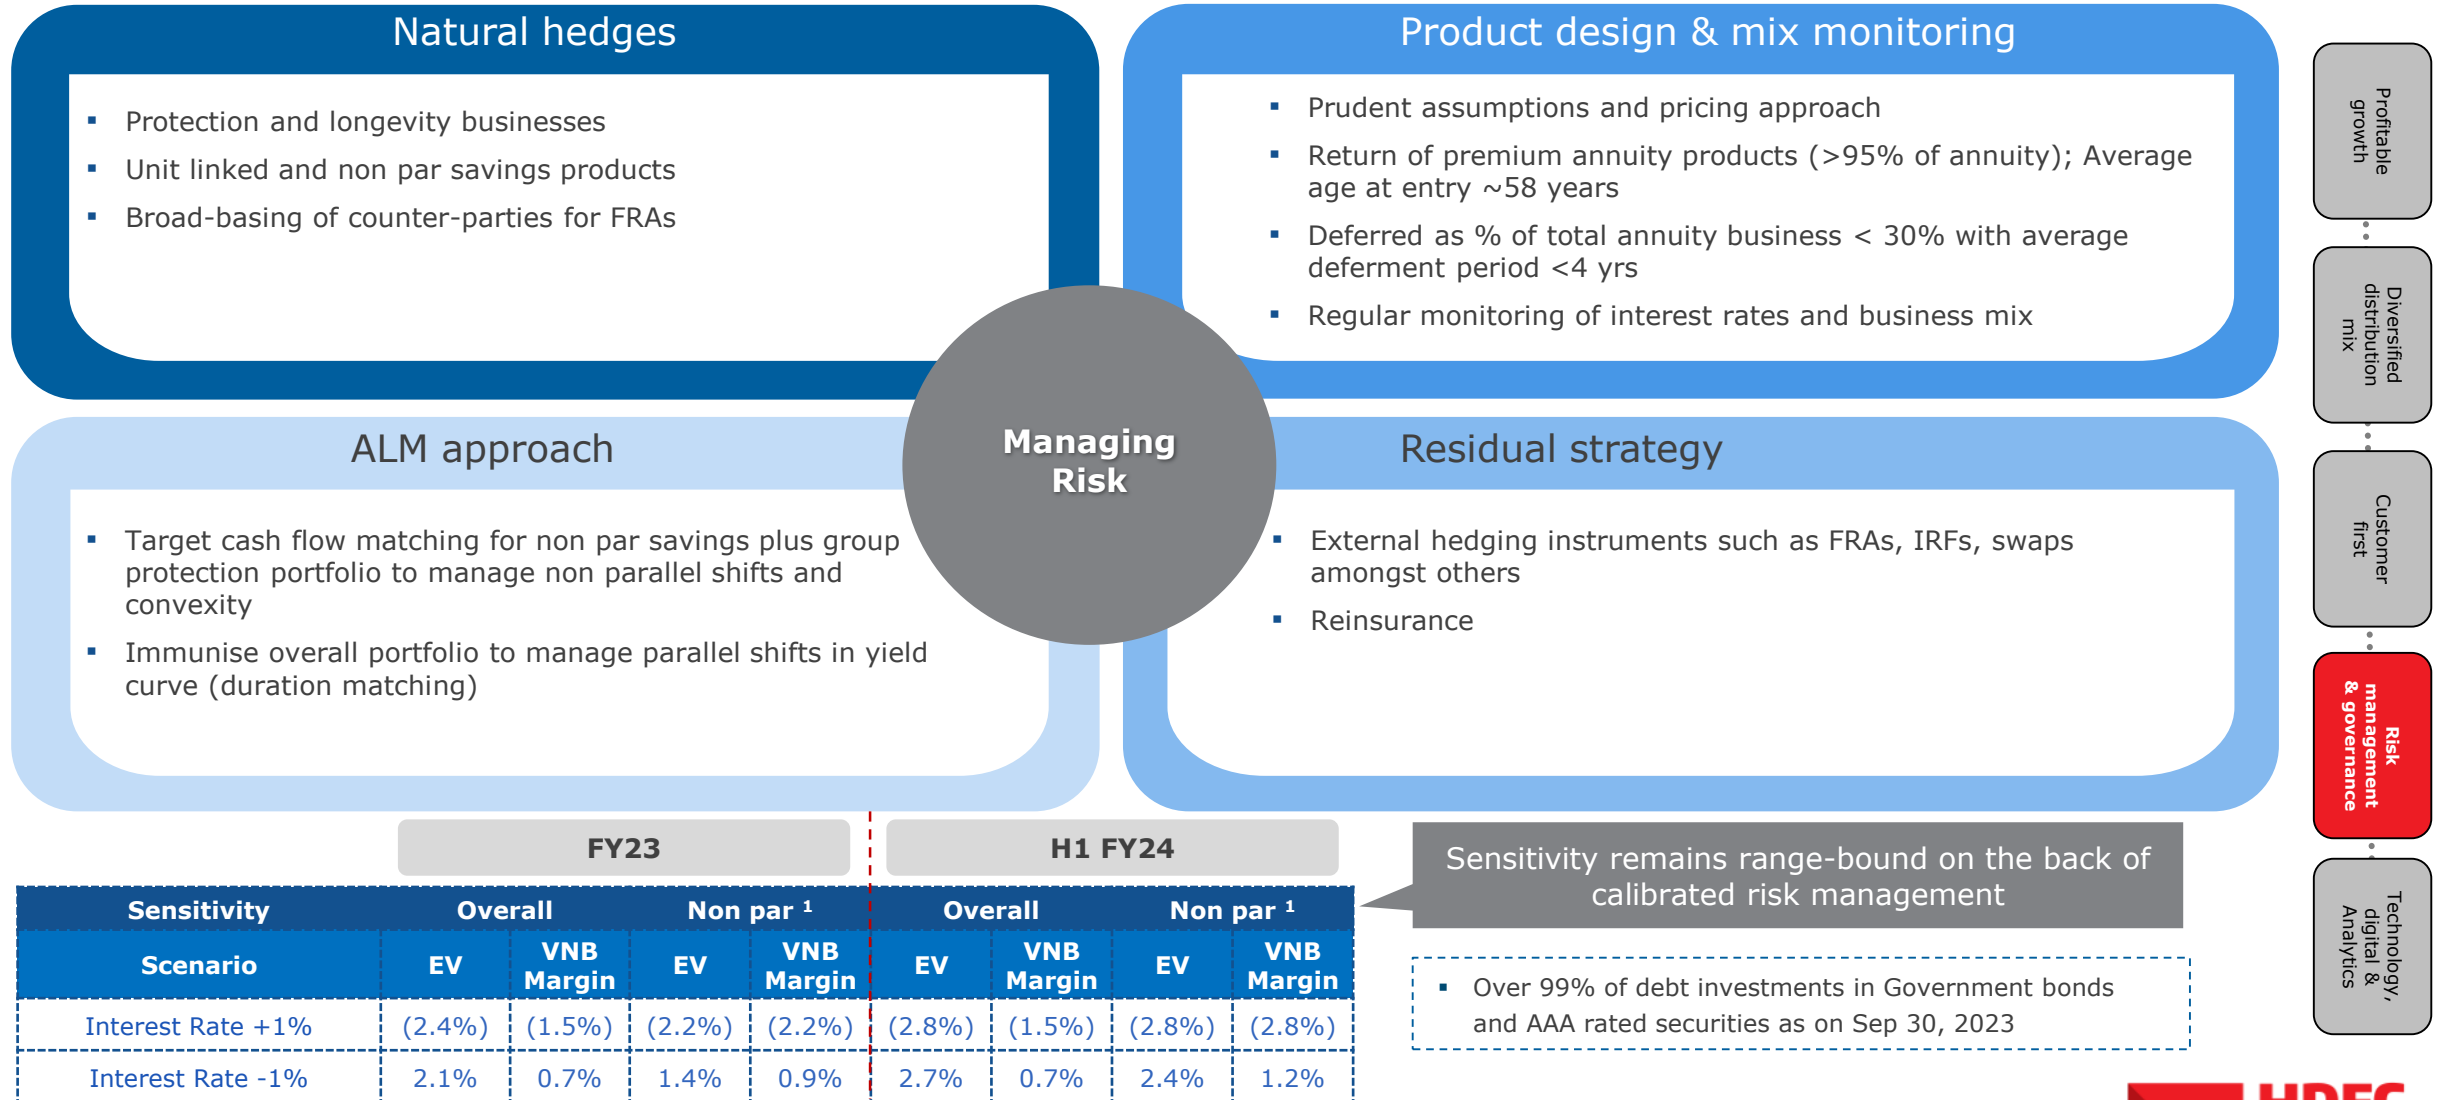 Natural hedges
Protection and longevity businesses
Unit linked and non par savings products
Broad-basing of counter-parties for FRAs
Product design & mix monitoring
Prudent assumptions and pricing approach
Return of premium annuity products (>95% of annuity); Average
age at entry ~58 years
Deferred as % of total annuity business < 30% with average
deferment period <4 yrs
Regular monitoring of interest rates and business mix
ALM approach
Target cash flow matching for non par savings plus group
protection portfolio to manage non parallel shifts and
convexity
Immunise overall portfolio to manage parallel shifts in yield
curve (duration matching)
Managing
Risk
Residual strategy
External hedging instruments such as FRAs, IRFs, swaps
amongst others
Reinsurance
Profitable
growth
Diversified
distribution
mix
Customer
first
Risk
management
& governance
Technology,
digital &
Analytics
FY23 H1 FY24
Sensitivity Overall Non par 1 Overall Non par 1
Scenario EV VNB Margin EV VNB Margin EV VNB Margin EV VNB Margin
Interest Rate +1% (2.4%) (1.5%) (2.2%) (2.2%) (2.8%) (1.5%) (2.8%) (2.8%)
Interest Rate -1% 2.1% 0.7% 1.4% 0.9% 2.7% 0.7% 2.4% 1.2%
Sensitivity remains range-bound on the back of
calibrated risk management
Over 99% of debt investments in Government bonds
and AAA rated securities as on Sep 30, 2023
HDFC